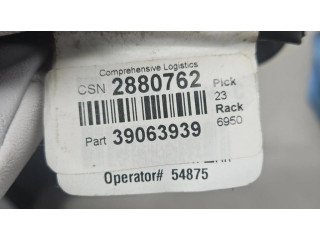 Comprehensive Logistics
CSN 2880762 Pick
23
Rack
Part 39063939 6950
Operator# 54875